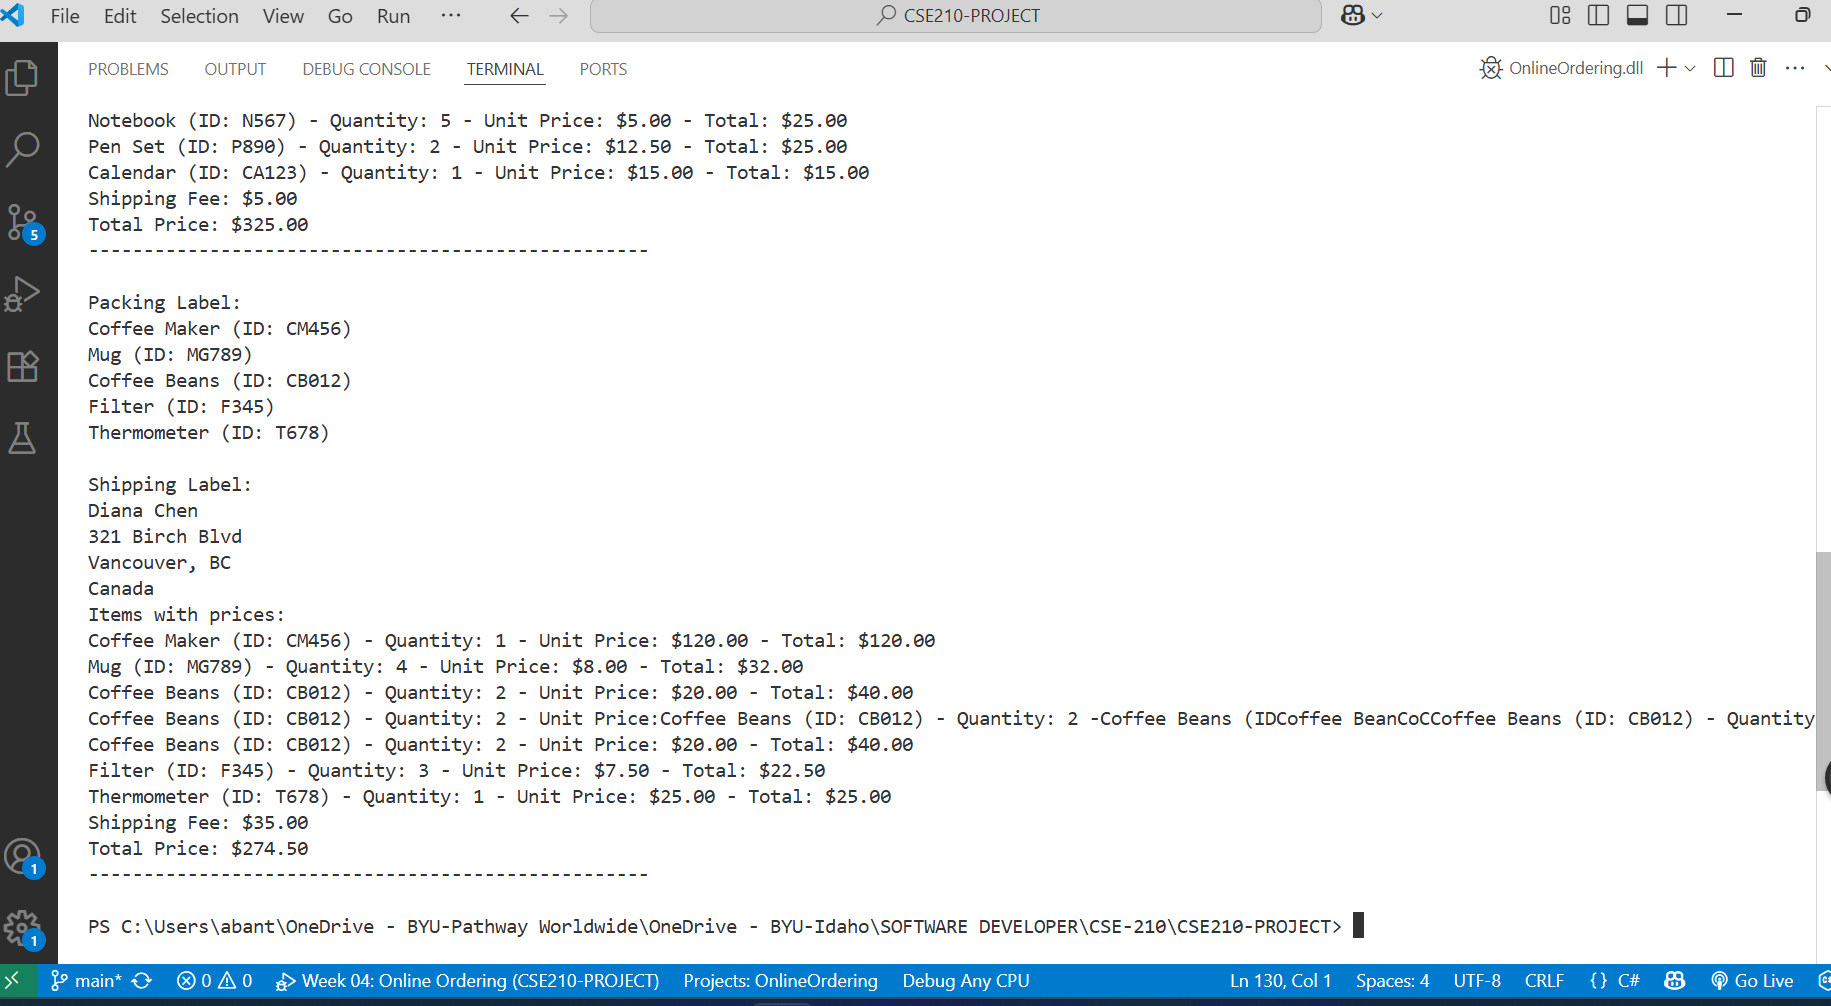 File Edit Selection View Go Run ··· CSE210-PROJECT
PROBLEMS OUTPUT DEBUG CONSOLE TERMINAL PORTS OnlineOrdering.dll
Notebook (ID: N567) - Quantity: 5 - Unit Price: $5.00 - Total: $25.00
Pen Set (ID: P890) - Quantity: 2 - Unit Price: $12.50 - Total: $25.00
Calendar (ID: CA123) - Quantity: 1 - Unit Price: $15.00 - Total: $15.00
Shipping Fee: $5.00
Total Price: $325.00
---------------------------------------------------
Packing Label:
Coffee Maker (ID: CM456)
Mug (ID: MG789)
Coffee Beans (ID: CB012)
Filter (ID: F345)
Thermometer (ID: T678)
Shipping Label:
Diana Chen
321 Birch Blvd
Vancouver, BC
Canada
Items with prices:
Coffee Maker (ID: CM456) - Quantity: 1 - Unit Price: $120.00 - Total: $120.00
Mug (ID: MG789) - Quantity: 4 - Unit Price: $8.00 - Total: $32.00
Coffee Beans (ID: CB012) - Quantity: 2 - Unit Price: $20.00 - Total: $40.00
Coffee Beans (ID: CB012) - Quantity: 2 - Unit Price:Coffee Beans (ID: CB012) - Quantity: 2 -Coffee Beans (IDCoffee BeanCoCCoffee Beans (ID: CB012) - Quantity
Coffee Beans (ID: CB012) - Quantity: 2 - Unit Price: $20.00 - Total: $40.00
Filter (ID: F345) - Quantity: 3 - Unit Price: $7.50 - Total: $22.50
Thermometer (ID: T678) - Quantity: 1 - Unit Price: $25.00 - Total: $25.00
Shipping Fee: $35.00
Total Price: $274.50
---------------------------------------------------
PS C:\Users\abant\OneDrive - BYU-Pathway Worldwide\OneDrive - BYU-Idaho\SOFTWARE DEVELOPER\CSE-210\CSE210-PROJECT>
5
1
1
main* 0 0 Week 04: Online Ordering (CSE210-PROJECT) Projects: OnlineOrdering Debug Any CPU Ln 130, Col 1 Spaces: 4 UTF-8 CRLF {} C# Go Live